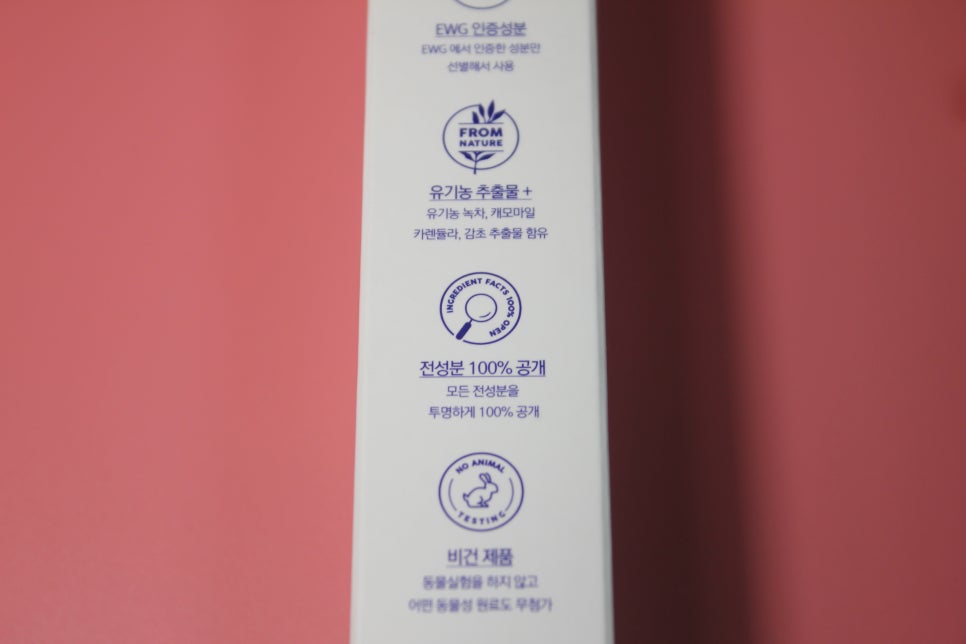 EWG 인증성분
EWG 에서 인증한 성분만
선별해서 사용
FROM
NATURE
유기농 추출물 +
유기농 녹차, 캐모마일
카렌듈라, 감초 추출물 함유
INGREDIENT FACTS 100% OPEN
전성분 100% 공개
모든 전성분을
투명하게 100% 공개
NO ANIMAL
TESTING
비건 제품
동물실험을 하지 않고
어떤 동물성 원료도 무첨가